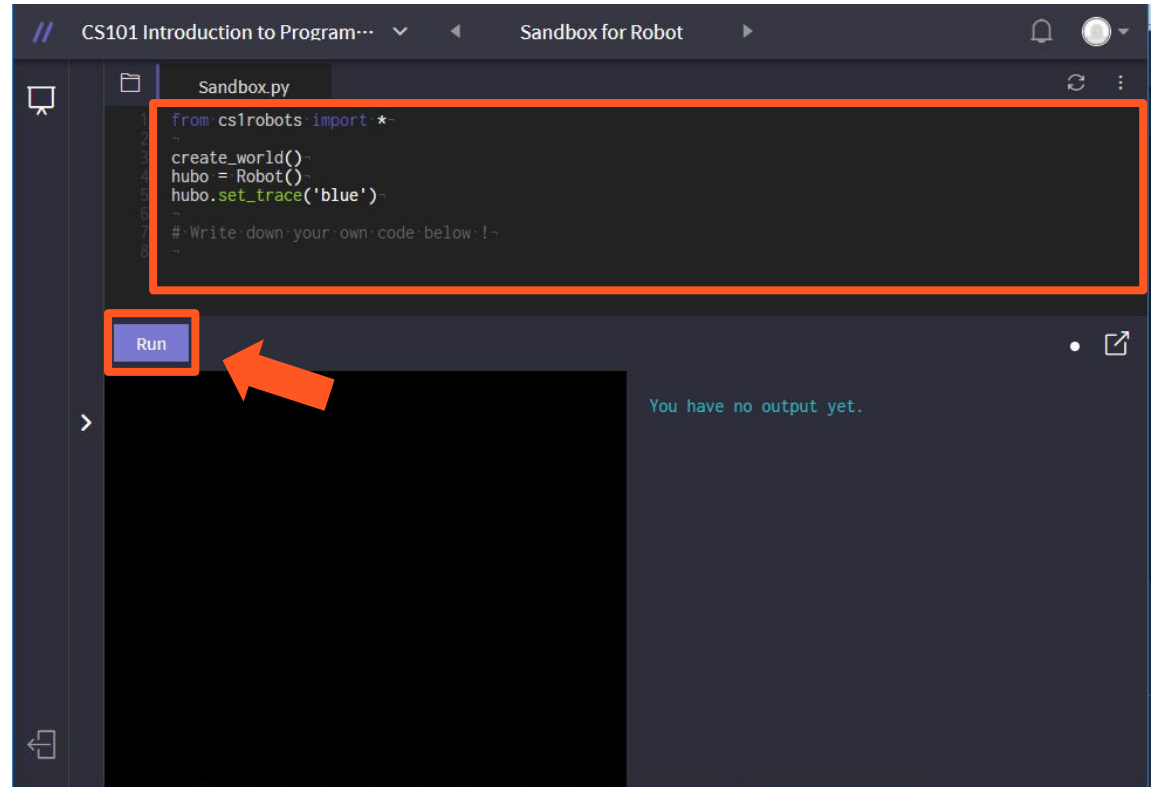 // CS101 Introduction to Program··· Sandbox for Robot
Sandbox.py
1 from cs1robots import *
2
3 create_world()
4 hubo = Robot()
5 hubo.set_trace('blue')
6
7 # Write down your own code below !
8
Run
You have no output yet.